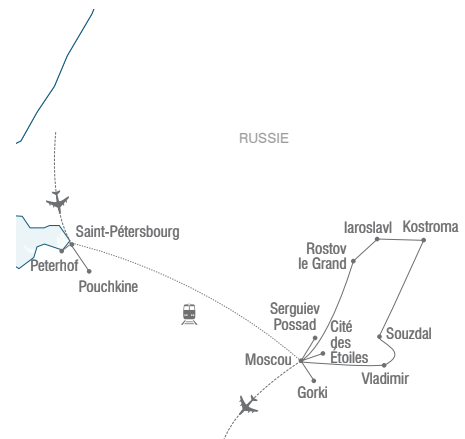 RUSSIE
Saint-Pétersbourg
Peterhof
Pouchkine
Iaroslavl
Kostroma
Rostov
le Grand
Serguiev
Possad
Cité
des
Étoiles
Souzdal
Moscou
Vladimir
Gorki